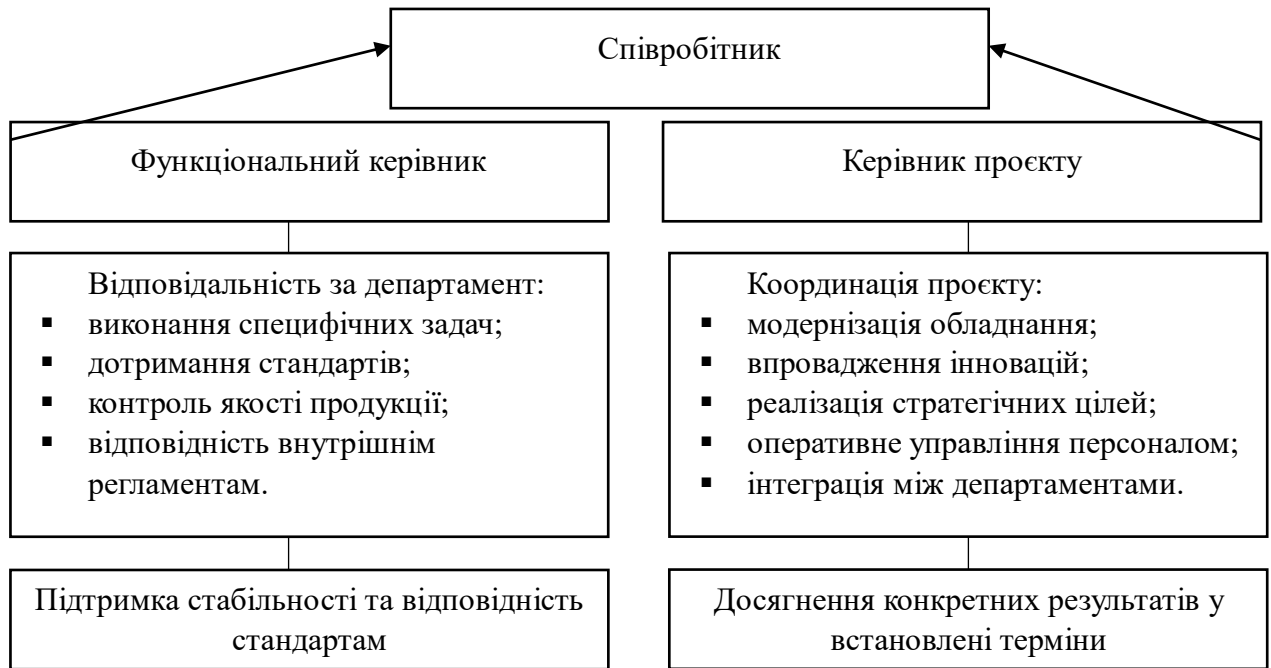 Співробітник
Функціональний керівник
Керівник проєкту
Відповідальність за департамент:
▪ виконання специфічних задач;
▪ дотримання стандартів;
▪ контроль якості продукції;
▪ відповідність внутрішнім
регламентам.
Координація проєкту:
▪ модернізація обладнання;
▪ впровадження інновацій;
▪ реалізація стратегічних цілей;
▪ оперативне управління персоналом;
▪ інтеграція між департаментами.
Підтримка стабільності та відповідність
стандартам
Досягнення конкретних результатів у
встановлені терміни